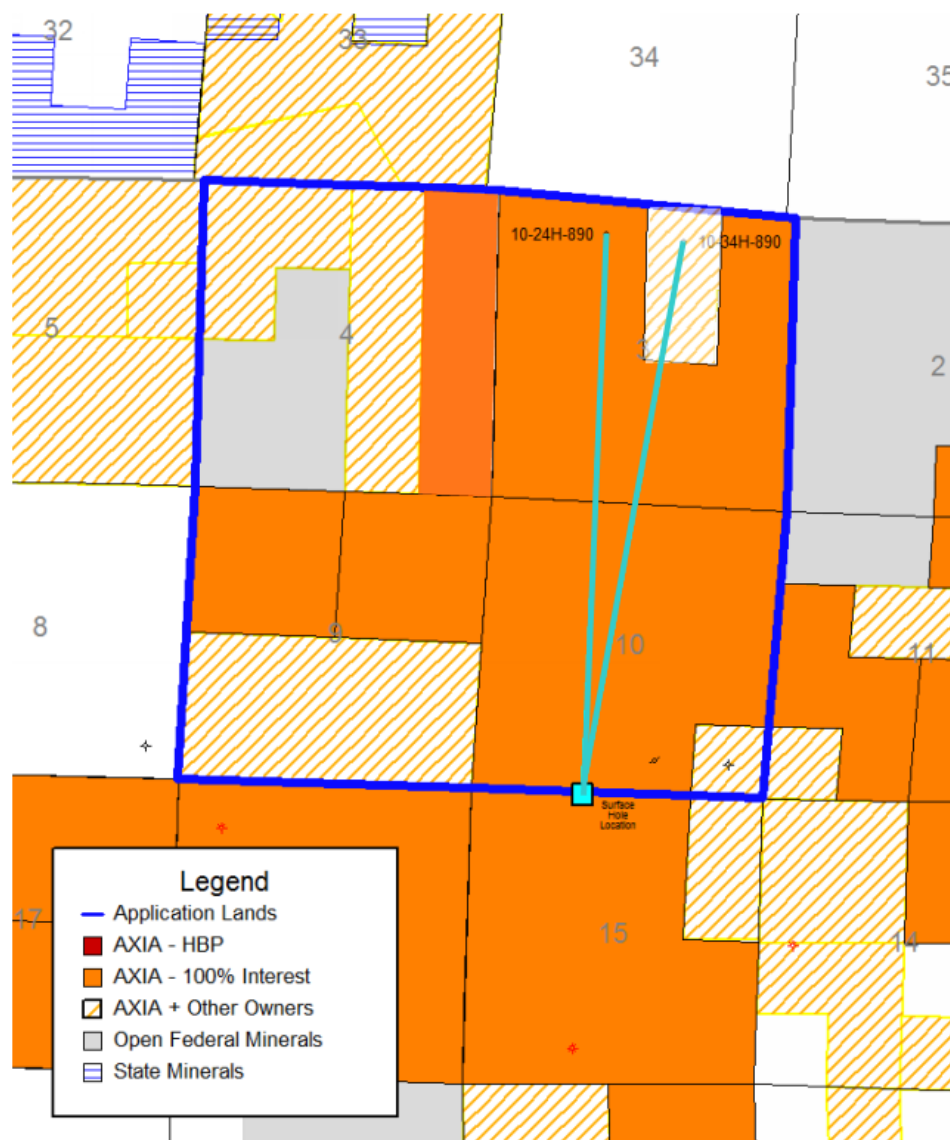 32
33
34
35
10-24H-890
10-34H-890
5
4
3
2
8
9
10
11
Surface
Hole
Location
17
15
14
Legend
Application Lands
AXIA - HBP
AXIA - 100% Interest
AXIA + Other Owners
Open Federal Minerals
State Minerals